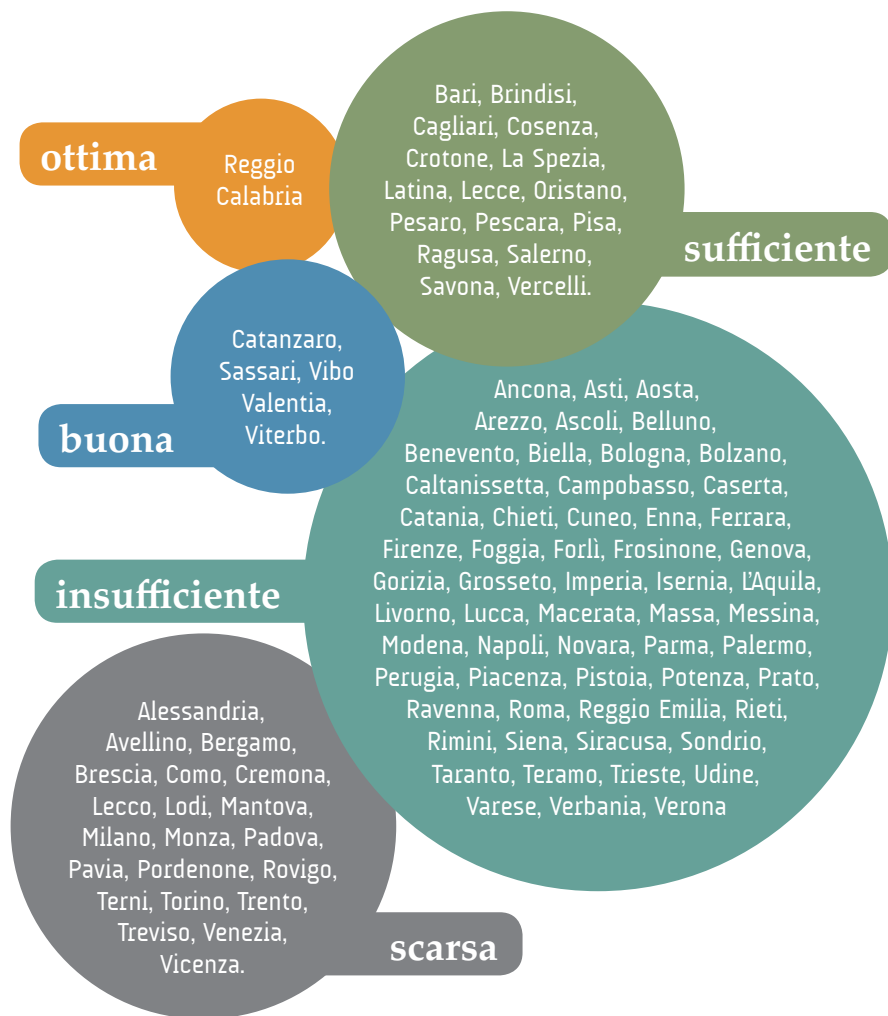 ottima
Reggio
Calabria
Bari, Brindisi,
Cagliari, Cosenza,
Crotone, La Spezia,
Latina, Lecce, Oristano,
Pesaro, Pescara, Pisa,
Ragusa, Salerno,
Savona, Vercelli.
sufficiente
buona
Catanzaro,
Sassari, Vibo
Valentia,
Viterbo.
insufficiente
Ancona, Asti, Aosta,
Arezzo, Ascoli, Belluno,
Benevento, Biella, Bologna, Bolzano,
Caltanissetta, Campobasso, Caserta,
Catania, Chieti, Cuneo, Enna, Ferrara,
Firenze, Foggia, Forlì, Frosinone, Genova,
Gorizia, Grosseto, Imperia, Isernia, L'Aquila,
Livorno, Lucca, Macerata, Massa, Messina,
Modena, Napoli, Novara, Parma, Palermo,
Perugia, Piacenza, Pistoia, Potenza, Prato,
Ravenna, Roma, Reggio Emilia, Rieti,
Rimini, Siena, Siracusa, Sondrio,
Taranto, Teramo, Trieste, Udine,
Varese, Verbania, Verona
Alessandria,
Avellino, Bergamo,
Brescia, Como, Cremona,
Lecco, Lodi, Mantova,
Milano, Monza, Padova,
Pavia, Pordenone, Rovigo,
Terni, Torino, Trento,
Treviso, Venezia,
Vicenza.
scarsa